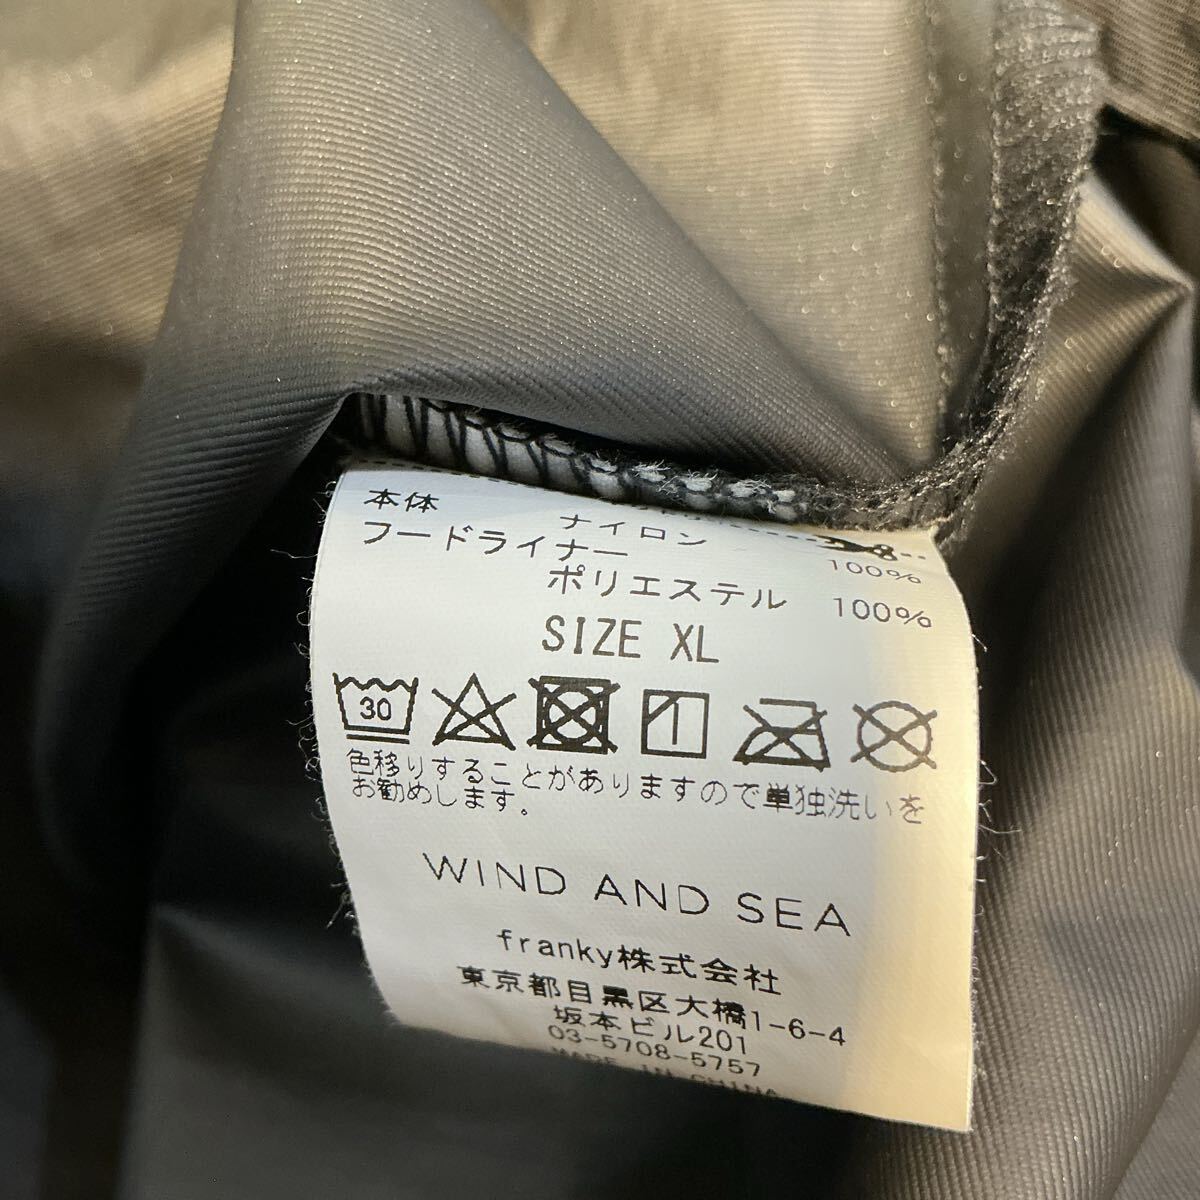 本体
ナイロン 100%
フードライナー
ポリエステル 100%
SIZE XL
30
色移りすることがありますので単独洗いを
お勧めします。
WIND AND SEA
franky株式会社
東京都目黒区大橋1-6-4
坂本ビル201
03-5708-5757
MADE IN CHINA